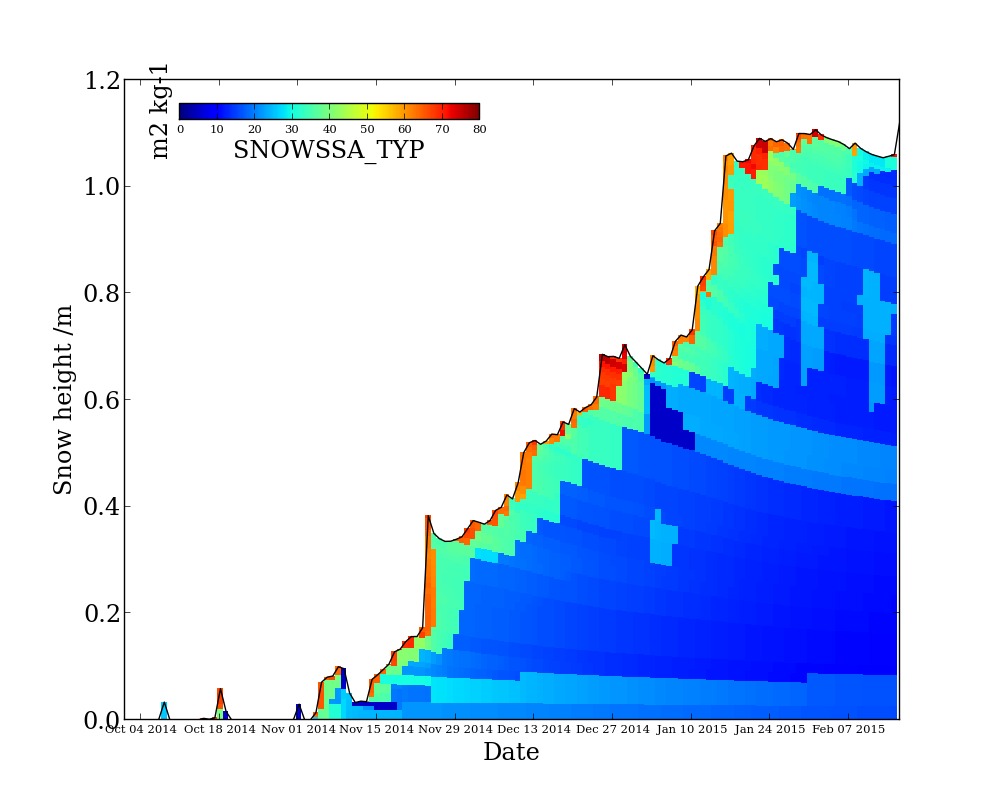 m2 kg-1
0 10 20 30 40 50 60 70 80
SNOWSSA_TYP
Snow height /m
1.2
1.0
0.8
0.6
0.4
0.2
0.0
Oct 04 2014 Oct 18 2014 Nov 01 2014 Nov 15 2014 Nov 29 2014 Dec 13 2014 Dec 27 2014 Jan 10 2015 Jan 24 2015 Feb 07 2015
Date